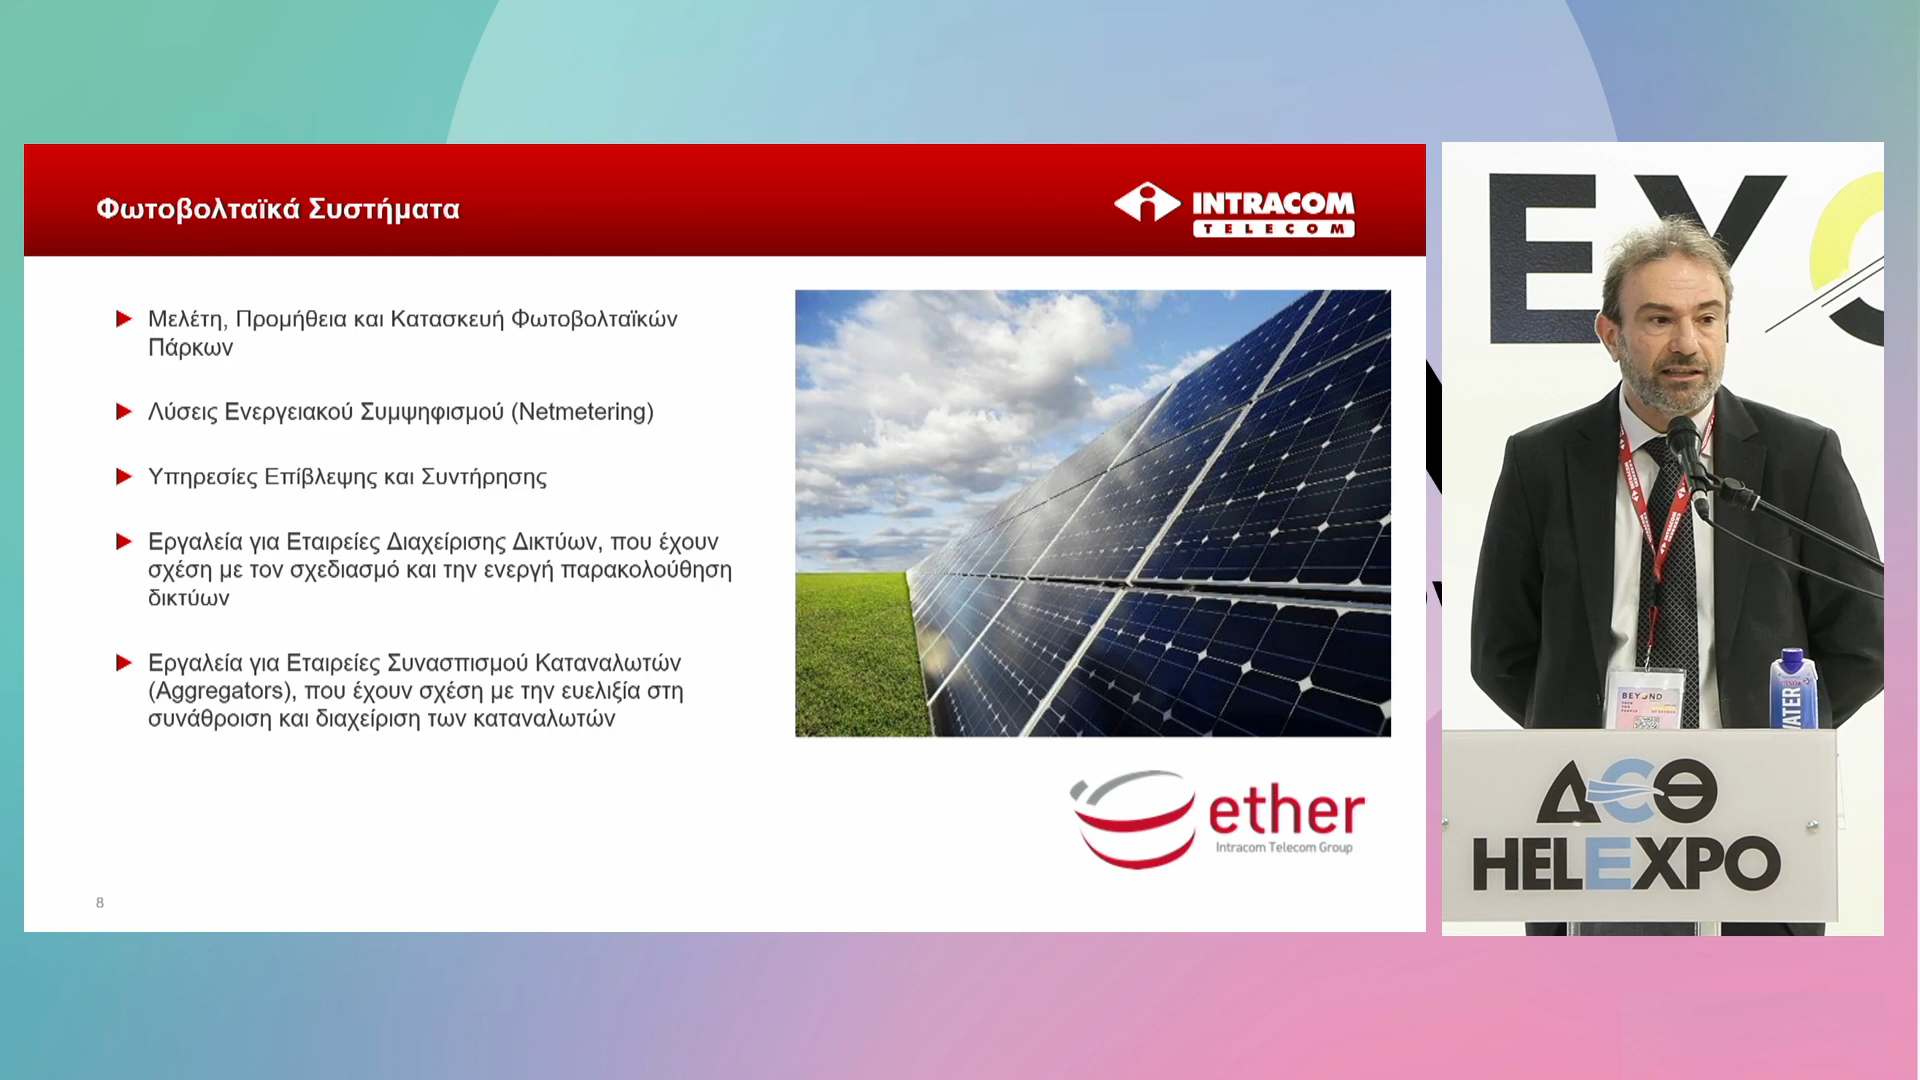 Φωτοβολταϊκά Συστήματα
INTRACOM
TELECOM
Μελέτη, Προμήθεια και Κατασκευή Φωτοβολταϊκών
Πάρκων
Λύσεις Ενεργειακού Συμψηφισμού (Netmetering)
Υπηρεσίες Επίβλεψης και Συντήρησης
Εργαλεία για Εταιρείες Διαχείρισης Δικτύων, που έχουν
σχέση με τον σχεδιασμό και την ενεργή παρακολούθηση
δικτύων
Εργαλεία για Εταιρείες Συνασπισμού Καταναλωτών
(Aggregators), που έχουν σχέση με την ευελιξία στη
συνάθροιση και διαχείριση των καταναλωτών
ether
Intracom Telecom Group
8
BEYOND
WATER
ΔΕΘ
HELEXPO